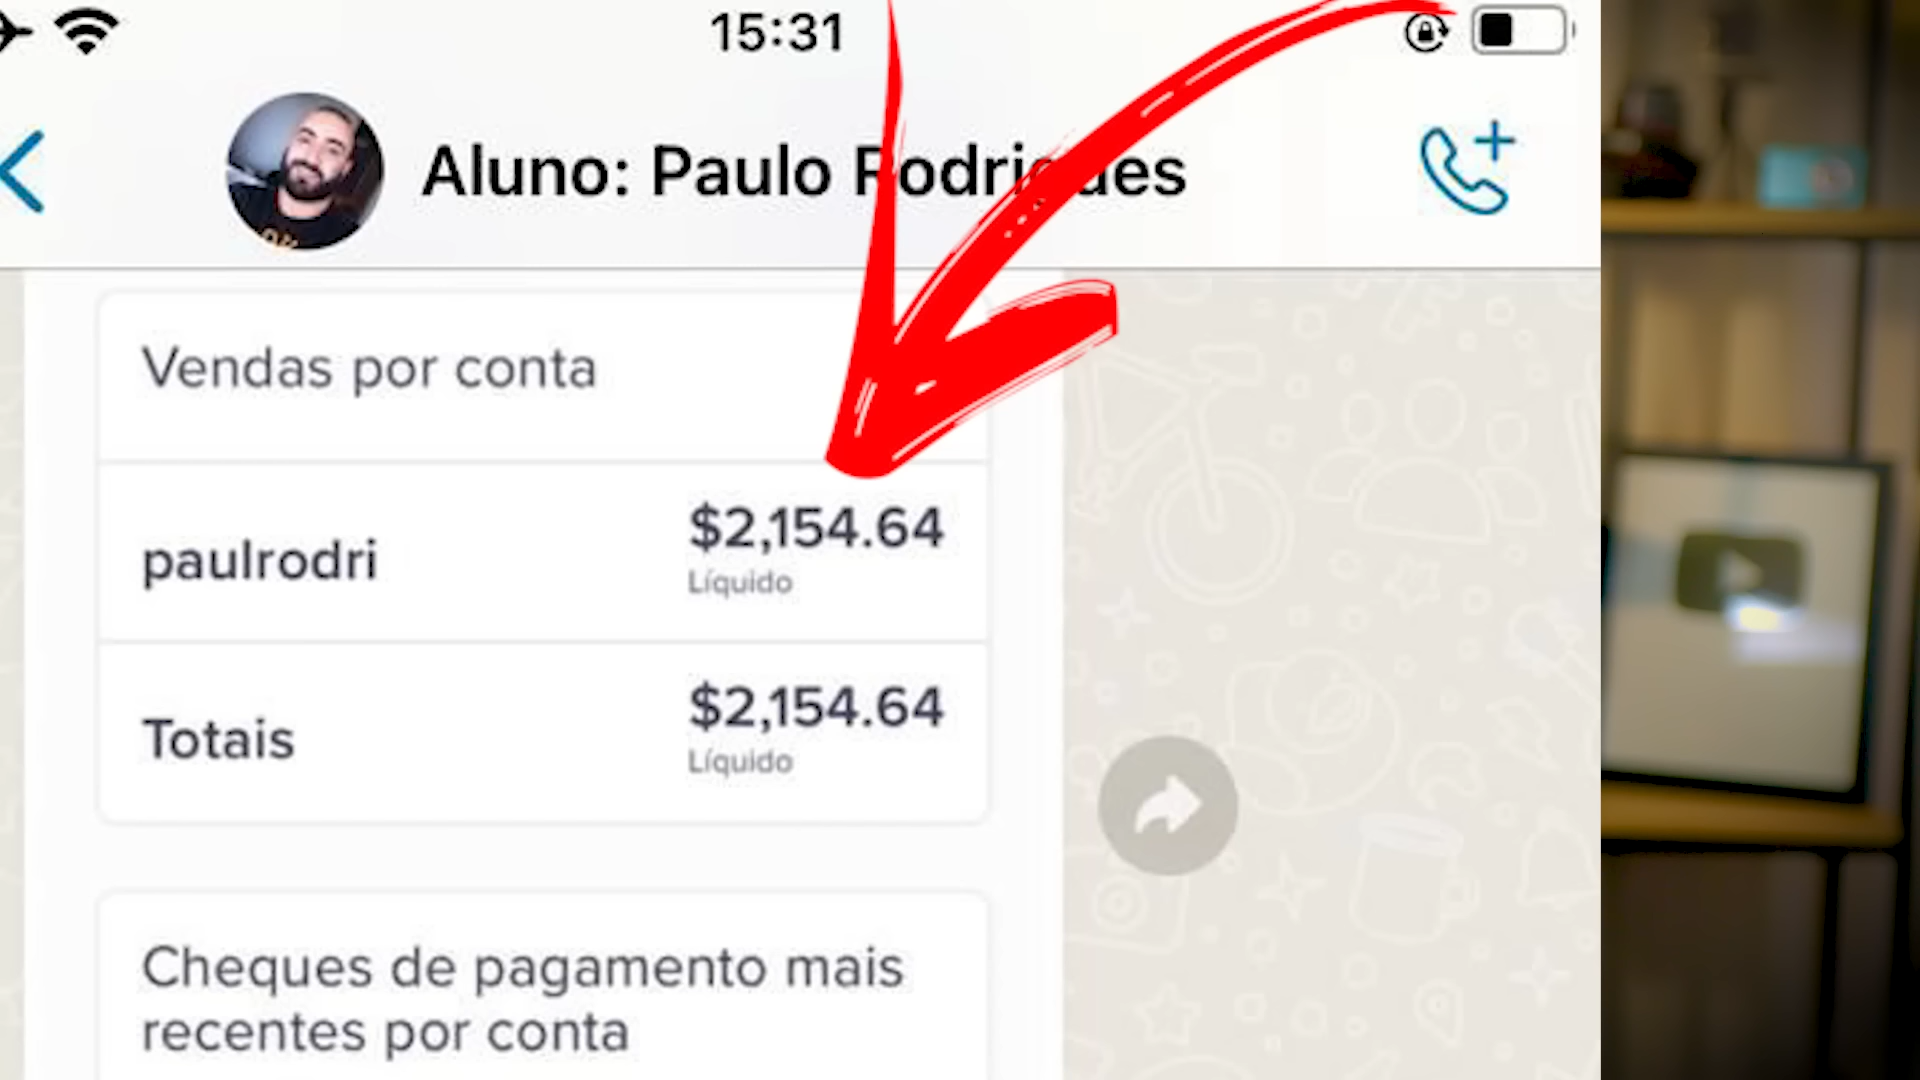 15:31
Aluno: Paulo Rodrigues
Vendas por conta
paulrodri
$2,154.64
Líquido
Totais
$2,154.64
Líquido
Cheques de pagamento mais
recentes por conta